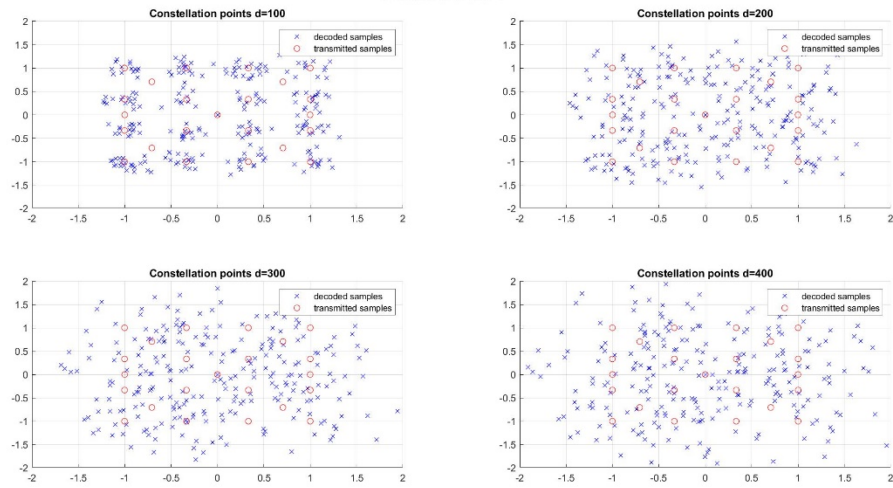 Constellation points d=100
decoded samples
transmitted samples
2
1.5
1
0.5
0
-0.5
-1
-1.5
-2
-2 -1.5 -1 -0.5 0 0.5 1 1.5 2
Constellation points d=200
decoded samples
transmitted samples
2
1.5
1
0.5
0
-0.5
-1
-1.5
-2
-2 -1.5 -1 -0.5 0 0.5 1 1.5 2
Constellation points d=300
decoded samples
transmitted samples
2
1.5
1
0.5
0
-0.5
-1
-1.5
-2
-2 -1.5 -1 -0.5 0 0.5 1 1.5 2
Constellation points d=400
decoded samples
transmitted samples
2
1.5
1
0.5
0
-0.5
-1
-1.5
-2
-2 -1.5 -1 -0.5 0 0.5 1 1.5 2